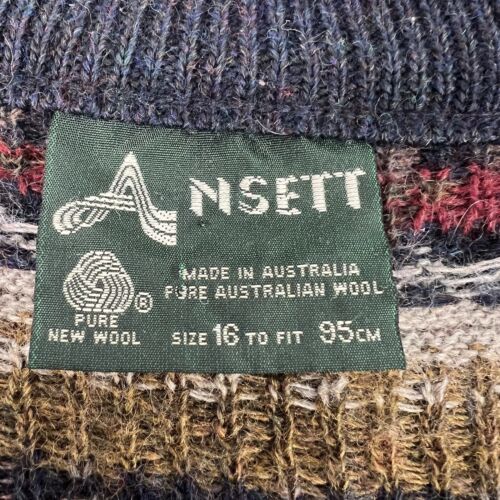 ANSETT
MADE IN AUSTRALIA
PURE AUSTRALIAN WOOL
®
PURE
NEW WOOL
SIZE 16 TO FIT 95CM